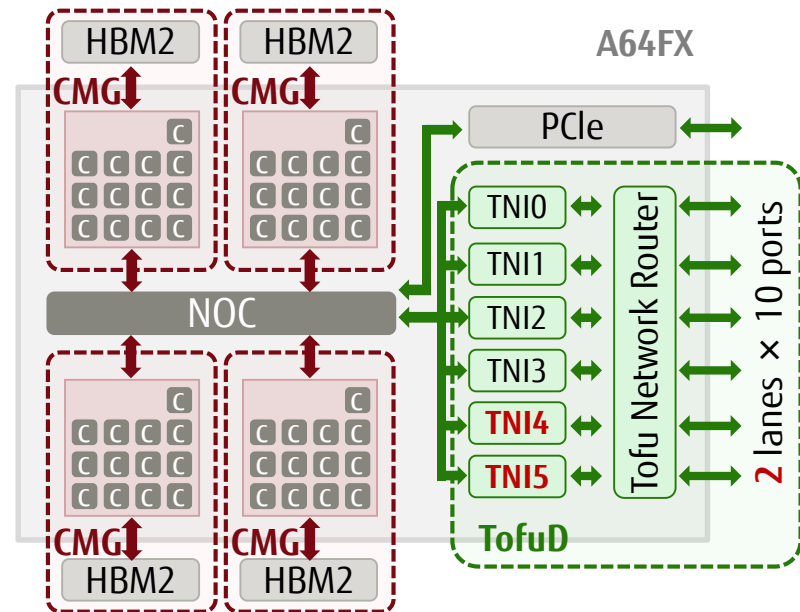 HBM2
HBM2
A64FX
CMG
CMG
C
C
PCIe
C C C C
C C C C
C C C C
C C C C
C C C C
C C C C
TNI0
TNI1
NOC
TNI2
TNI3
TNI4
TNI5
Tofu Network Router
2 lanes × 10 ports
C
C
C C C C
C C C C
C C C C
C C C C
C C C C
C C C C
CMG
CMG
TofuD
HBM2
HBM2